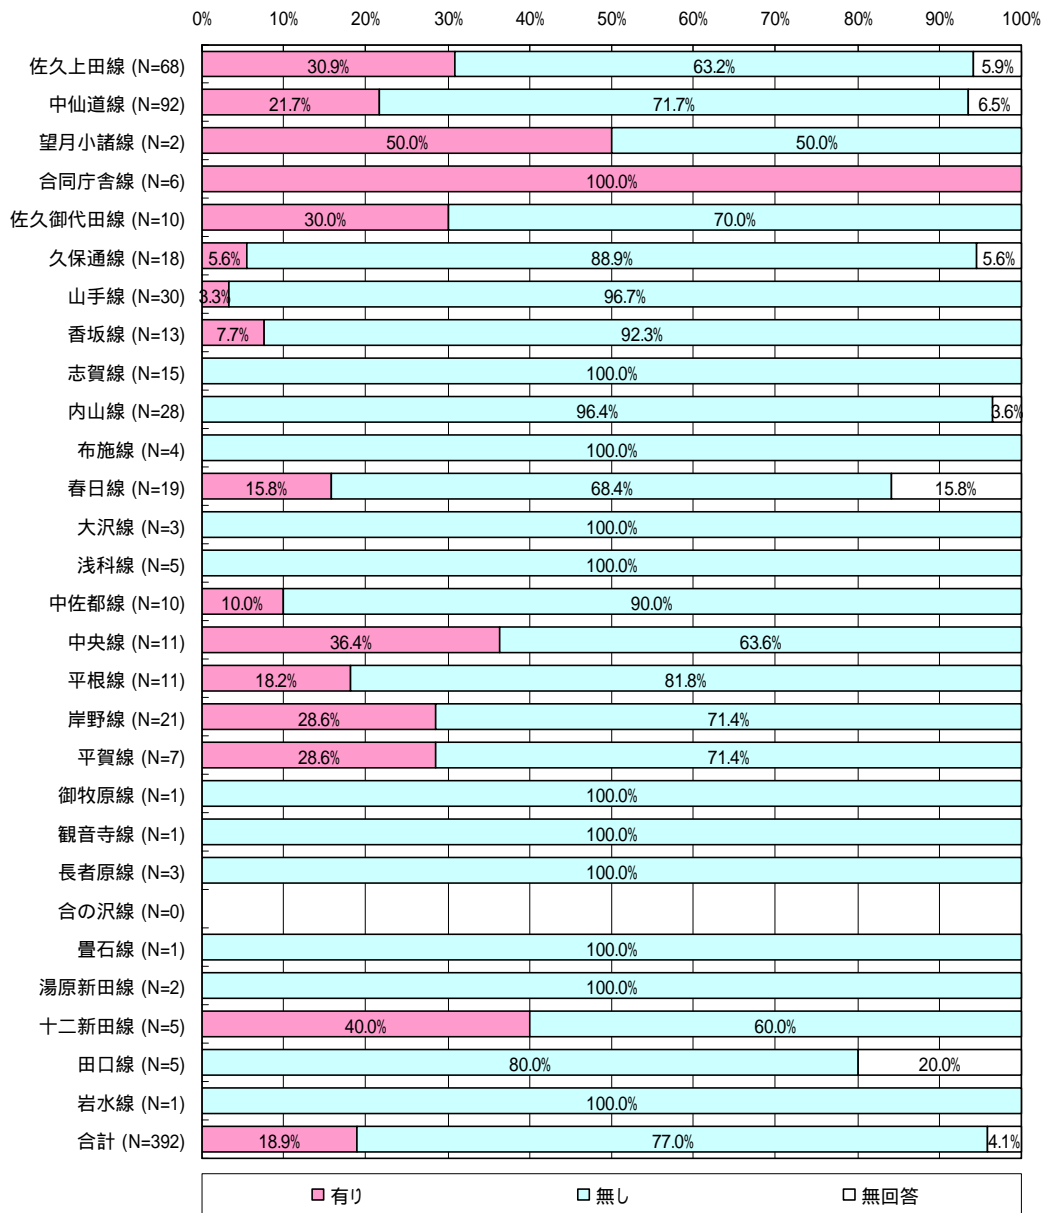 0% 10% 20% 30% 40% 50% 60% 70% 80% 90% 100%
佐久上田線 (N=68) 30.9% 63.2% 5.9%
中仙道線 (N=92) 21.7% 71.7% 6.5%
望月小諸線 (N=2) 50.0% 50.0%
合同庁舎線 (N=6) 100.0%
佐久御代田線 (N=10) 30.0% 70.0%
久保通線 (N=18) 5.6% 88.9% 5.6%
山手線 (N=30) 3.3% 96.7%
香坂線 (N=13) 7.7% 92.3%
志賀線 (N=15) 100.0%
内山線 (N=28) 96.4% 3.6%
布施線 (N=4) 100.0%
春日線 (N=19) 15.8% 68.4% 15.8%
大沢線 (N=3) 100.0%
浅科線 (N=5) 100.0%
中佐都線 (N=10) 10.0% 90.0%
中央線 (N=11) 36.4% 63.6%
平根線 (N=11) 18.2% 81.8%
岸野線 (N=21) 28.6% 71.4%
平賀線 (N=7) 28.6% 71.4%
御牧原線 (N=1) 100.0%
観音寺線 (N=1) 100.0%
長者原線 (N=3) 100.0%
合の沢線 (N=0)
畳石線 (N=1) 100.0%
湯原新田線 (N=2) 100.0%
十二新田線 (N=5) 40.0% 60.0%
田口線 (N=5) 80.0% 20.0%
岩水線 (N=1) 100.0%
合計 (N=392) 18.9% 77.0% 4.1%
有り 無し 無回答